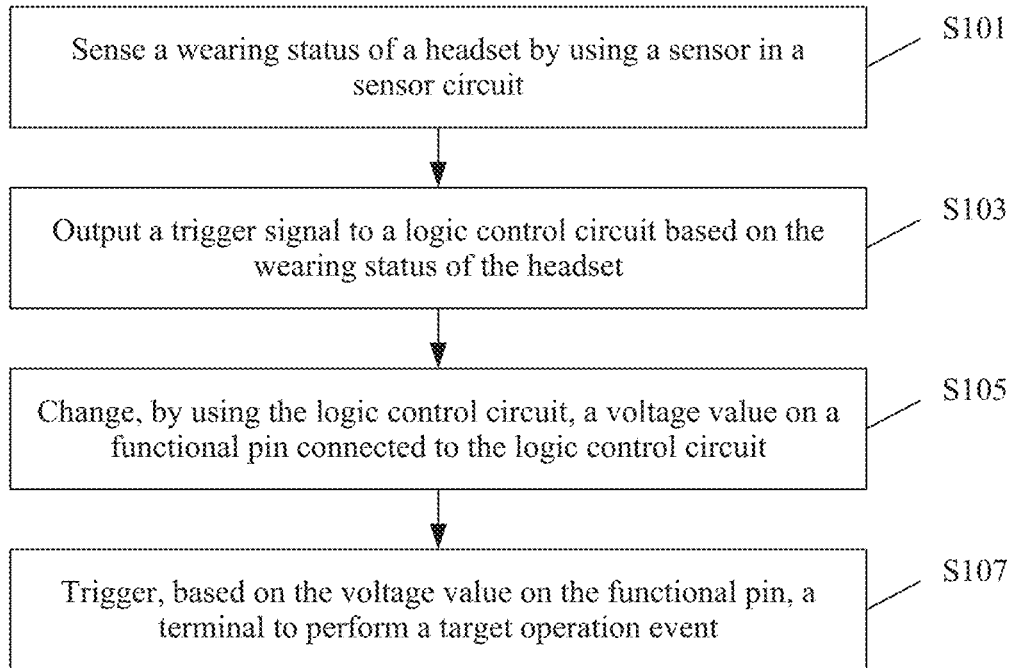 Sense a wearing status of a headset by using a sensor in a
sensor circuit
S101
Output a trigger signal to a logic control circuit based on the
wearing status of the headset
S103
Change, by using the logic control circuit, a voltage value on a
functional pin connected to the logic control circuit
S105
Trigger, based on the voltage value on the functional pin, a
terminal to perform a target operation event
S107